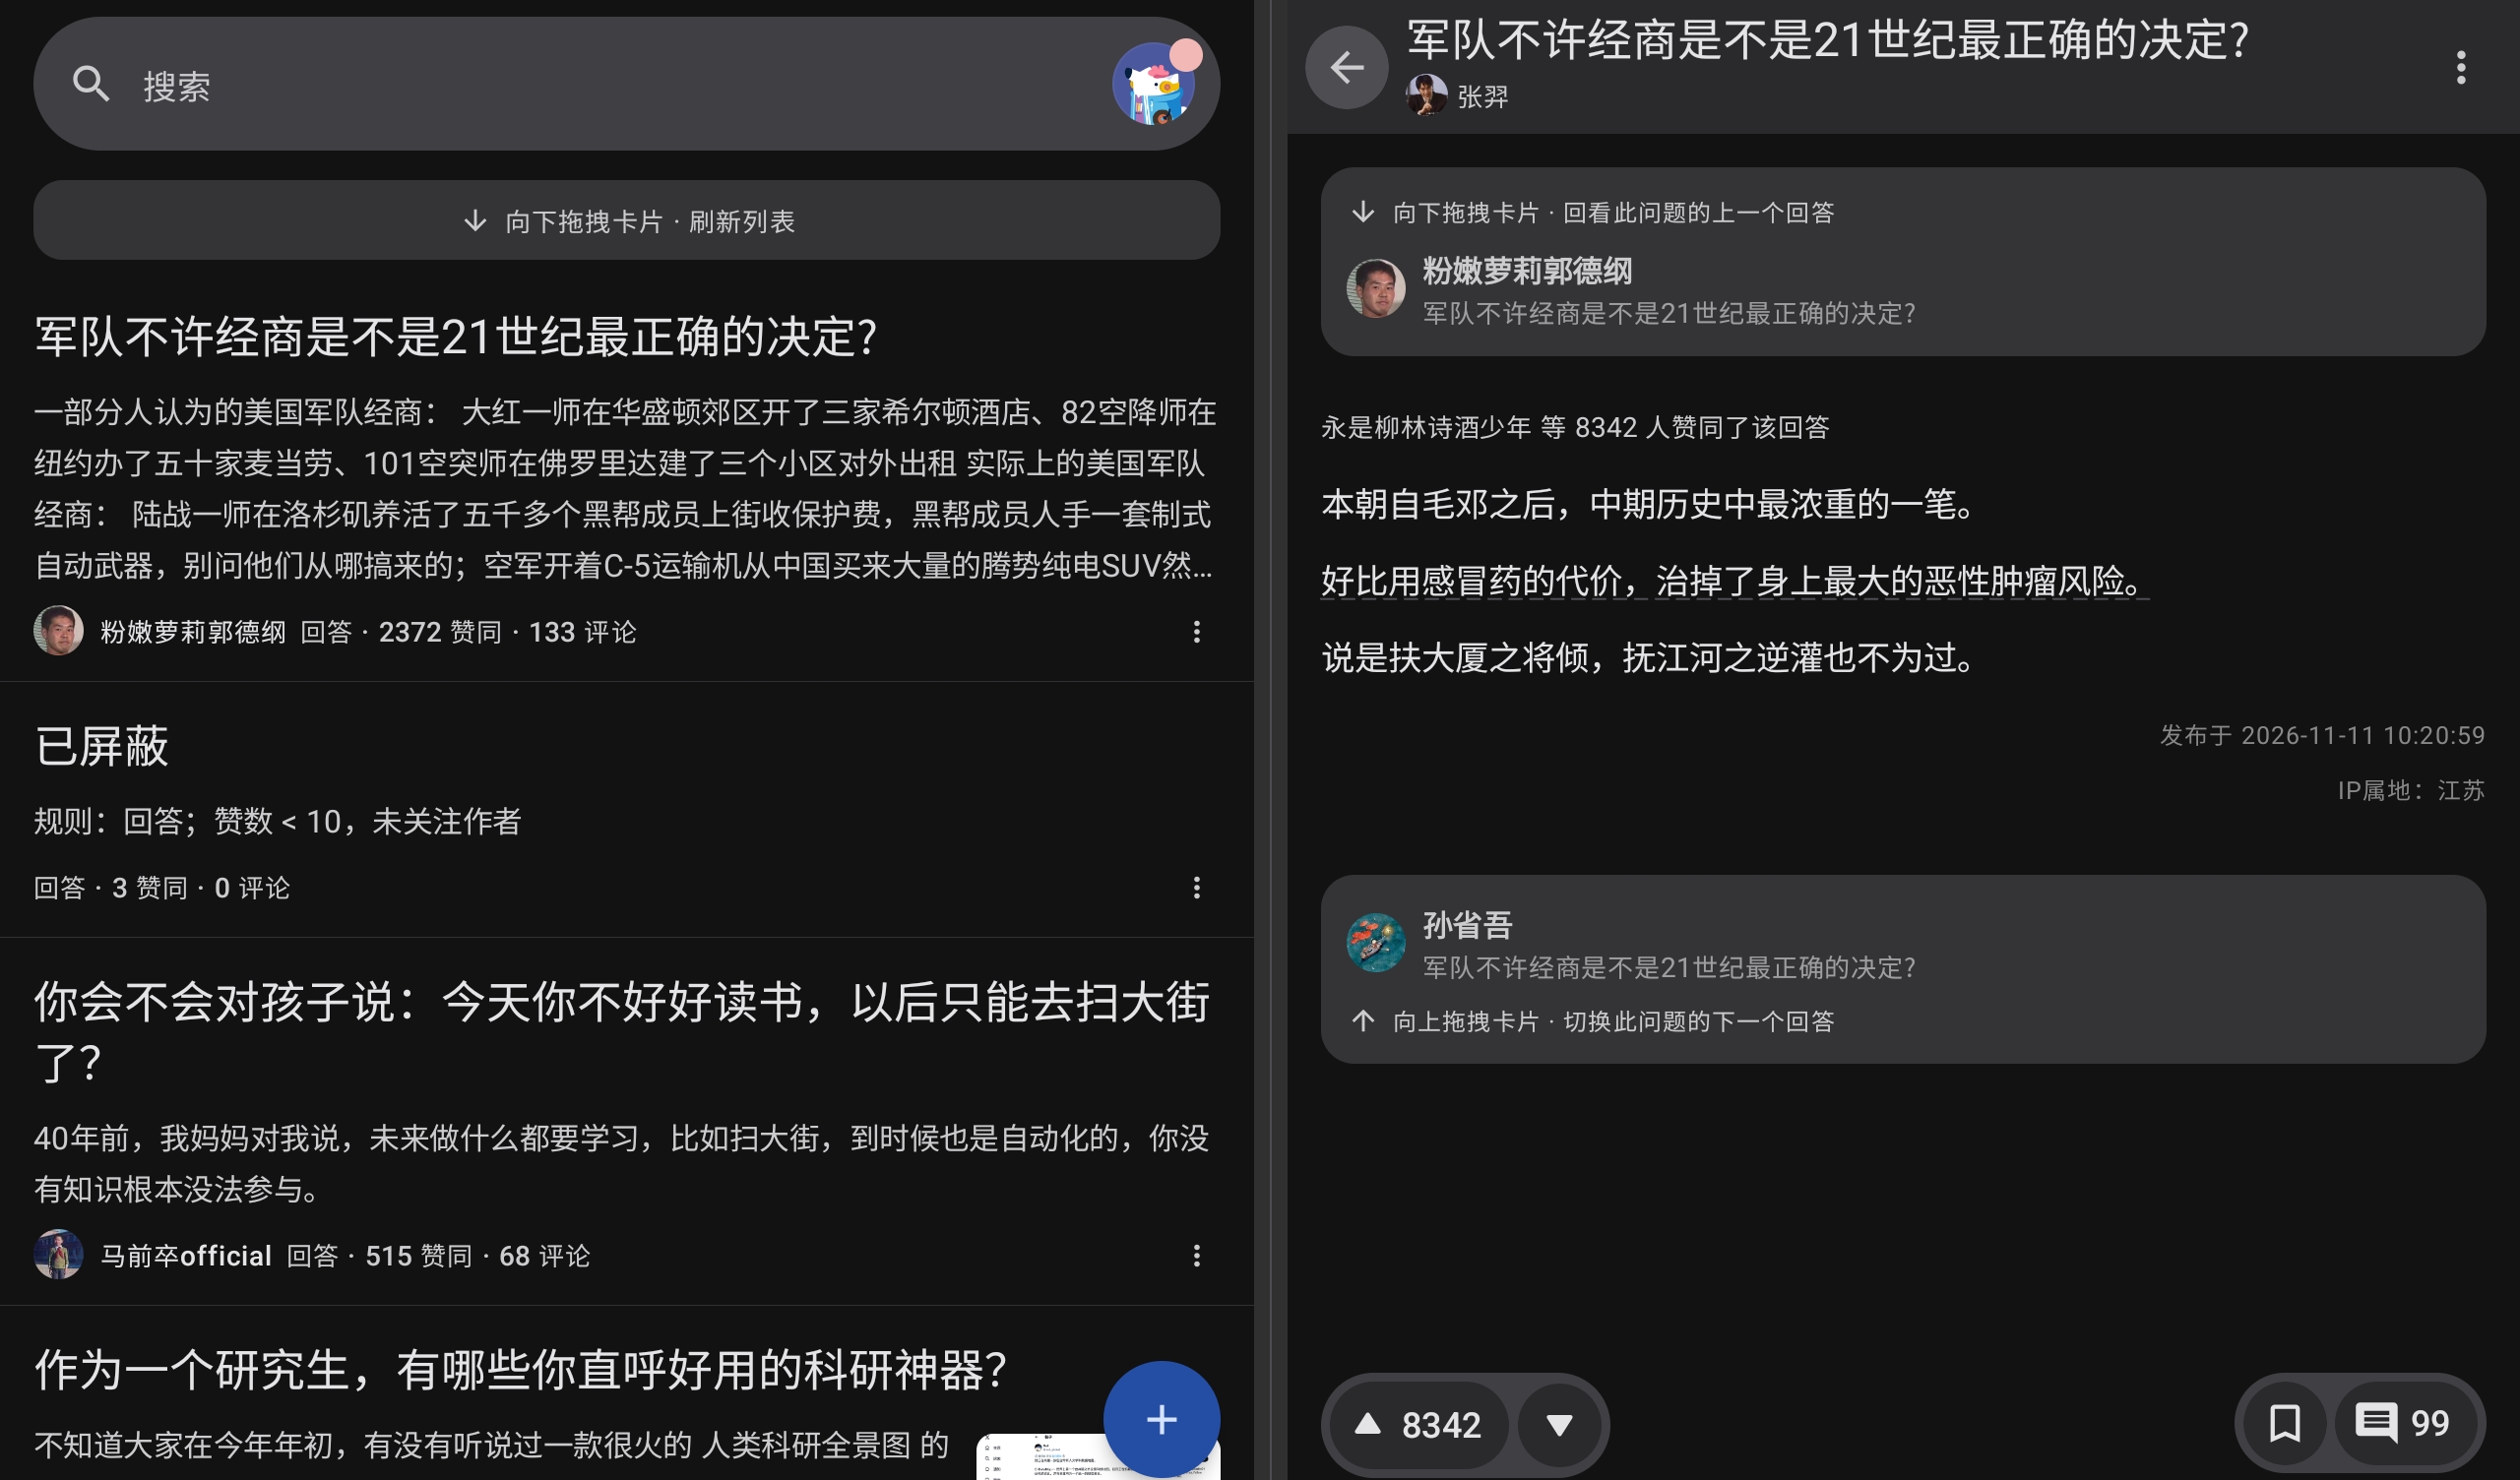 搜索
向下拖拽卡片 · 刷新列表
军队不许经商是不是21世纪最正确的决定？
一部分人认为的美国军队经商： 大红一师在华盛顿郊区开了三家希尔顿酒店、82空降师在
纽约办了五十家麦当劳、101空突师在佛罗里达建了三个小区对外出租 实际上的美国军队
经商： 陆战一师在洛杉矶养活了五千多个黑帮成员上街收保护费，黑帮成员人手一套制式
自动武器，别问他们从哪搞来的；空军开着C-5运输机从中国买来大量的腾势纯电SUV然...
粉嫩萝莉郭德纲 回答 · 2372 赞同 · 133 评论
已屏蔽
规则：回答；赞数 < 10，未关注作者
回答 · 3 赞同 · 0 评论
你会不会对孩子说：今天你不好好读书，以后只能去扫大街
了？
40年前，我妈妈对我说，未来做什么都要学习，比如扫大街，到时候也是自动化的，你没
有知识根本没法参与。
马前卒official 回答 · 515 赞同 · 68 评论
作为一个研究生，有哪些你直呼好用的科研神器？
不知道大家在今年年初，有没有听说过一款很火的 人类科研全景图 的
军队不许经商是不是21世纪最正确的决定？
张羿
向下拖拽卡片 · 回看此问题的上一个回答
粉嫩萝莉郭德纲
军队不许经商是不是21世纪最正确的决定？
永是柳林诗酒少年 等 8342 人赞同了该回答
本朝自毛邓之后，中期历史中最浓重的一笔。
好比用感冒药的代价，治掉了身上最大的恶性肿瘤风险。
说是扶大厦之将倾，抚江河之逆灌也不为过。
发布于 2026-11-11 10:20:59
IP属地：江苏
孙省吾
军队不许经商是不是21世纪最正确的决定？
向上拖拽卡片 · 切换此问题的下一个回答
8342
99